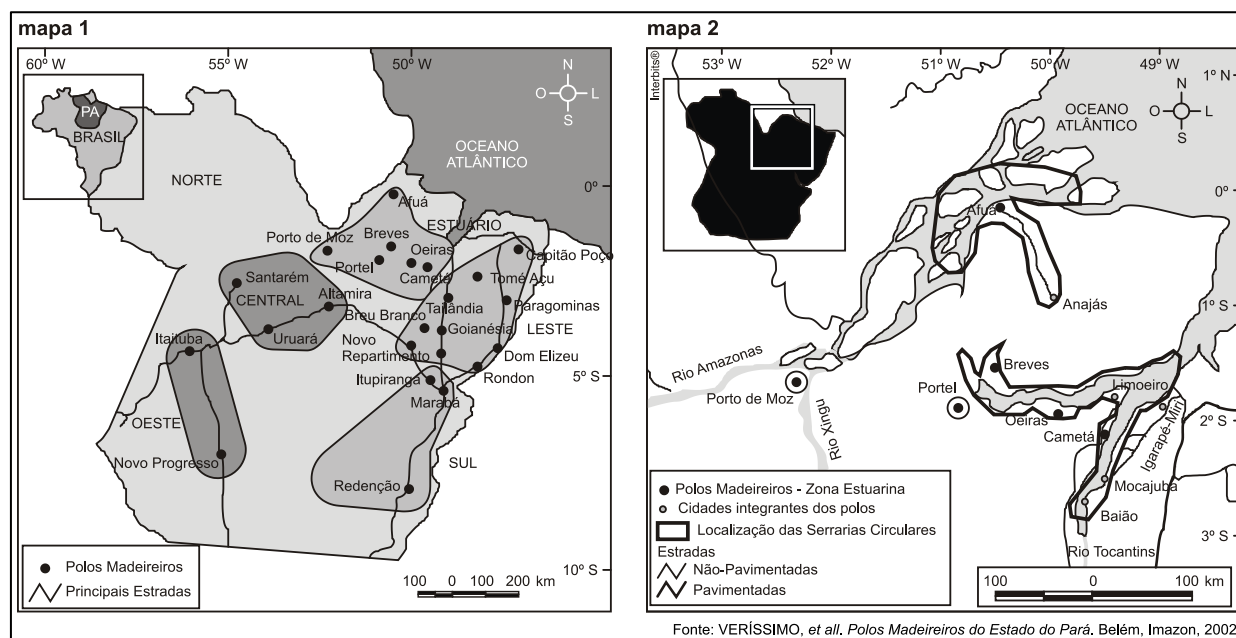 mapa 1
60º W
55º W
50º W
N
O
L
S
PA
BRASIL
OCEANO
ATLÂNTICO
NORTE
0º
Afuá
ESTUÁRIO
Porto de Moz
Breves
Oeiras
Capitão Poço
Portel
Cametá
Tomé Açu
Santarém
CENTRAL
Altamira
Tailândia
Paragominas
Breu Branco
Goianésia
LESTE
Itaituba
Uruará
Novo
Repartimento
Dom Elizeu
Itupiranga
Rondon
5º S
Marabá
OESTE
SUL
Novo Progresso
Redenção
Polos Madeireiros
Principais Estradas
100 0 100 200 km
10º S
mapa 2
Interbits®
53º W
52º W
51º W
50º W
49º W
1º N
N
O
L
S
OCEANO
ATLÂNTICO
0º
Afuá
Anajás
1º S
Rio Amazonas
Breves
Porto de Moz
Portel
Limoeiro
Rio Xingu
Oeiras
Igarapé-Miri
2º S
Cametá
Mocajuba
Baião
Rio Tocantins
3º S
Polos Madeireiros - Zona Estuarina
Cidades integrantes dos polos
Localização das Serrarias Circulares
Estradas
Não-Pavimentadas
Pavimentadas
100 0 100 km
Fonte: VERÍSSIMO, et all. Polos Madeireiros do Estado do Pará. Belém, Imazon, 2002